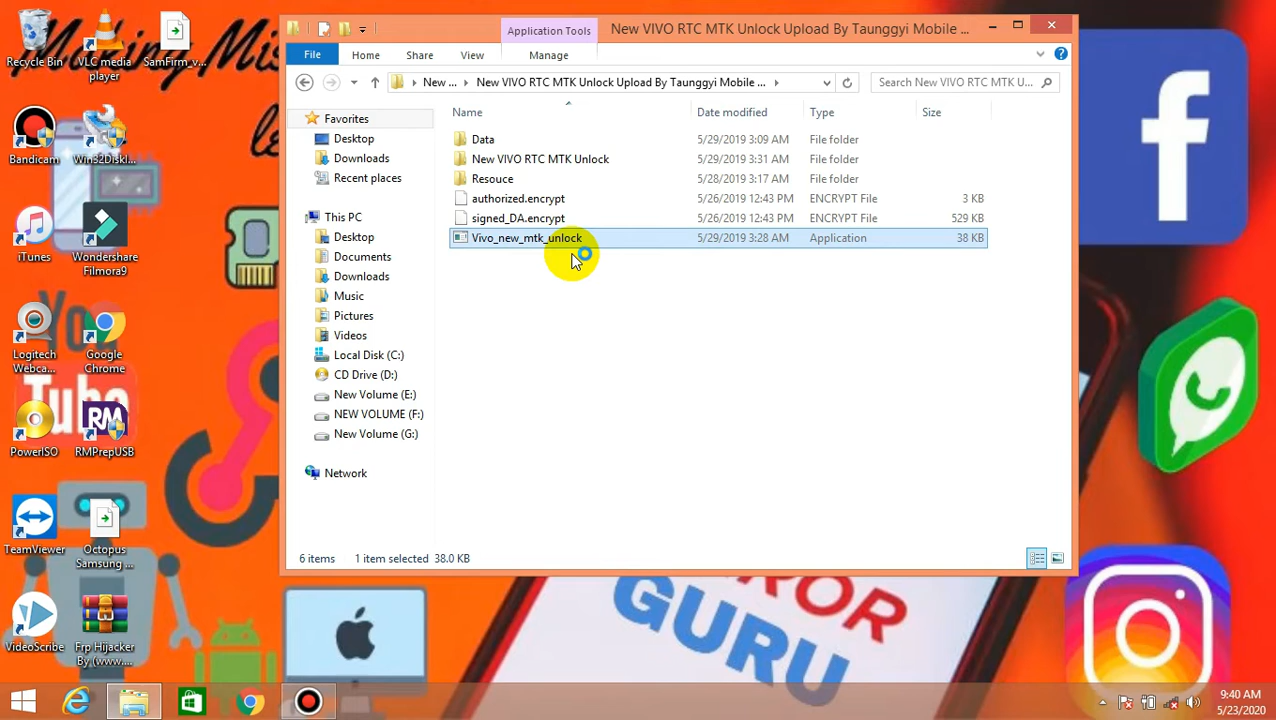 Making Mis
le
Recycle Bin
VLC media player
SamFirm_v...
Bandicam
Win32DiskI...
iTunes
Wondershare Filmora9
Logitech Webca...
Google Chrome
You
Tube
PowerISO
RMPrepUSB
RM
TeamViewer
Octopus Samsung ...
VideoScribe
Frp Hijacker By (www....
Application Tools
New VIVO RTC MTK Unlock Upload By Taunggyi Mobile ...
File
Home
Share
View
Manage
New ...
New VIVO RTC MTK Unlock Upload By Taunggyi Mobile ...
Search New VIVO RTC MTK U...
Favorites
Desktop
Downloads
Recent places
This PC
Desktop
Documents
Downloads
Music
Pictures
Videos
Local Disk (C:)
CD Drive (D:)
New Volume (E:)
NEW VOLUME (F:)
New Volume (G:)
Network
Name Date modified Type Size
Data 5/29/2019 3:09 AM File folder
New VIVO RTC MTK Unlock 5/29/2019 3:31 AM File folder
Resouce 5/28/2019 3:17 AM File folder
authorized.encrypt 5/26/2019 12:43 PM ENCRYPT File 3 KB
signed_DA.encrypt 5/26/2019 12:43 PM ENCRYPT File 529 KB
Vivo_new_mtk_unlock 5/29/2019 3:28 AM Application 38 KB
6 items 1 item selected 38.0 KB
ROR
GURU
9:40 AM
5/23/2020